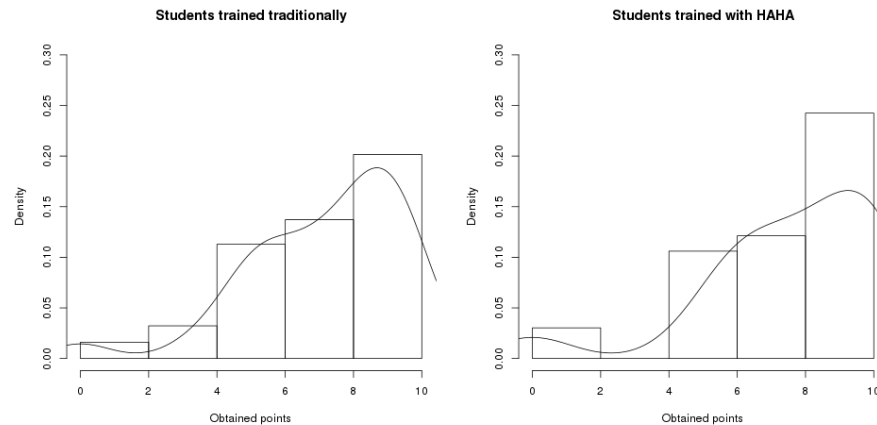 Students trained traditionally
0.30
0.25
0.20
0.15
0.10
0.05
0.00
Density
0 2 4 6 8 10
Obtained points
Students trained with HAHA
0.30
0.25
0.20
0.15
0.10
0.05
0.00
Density
0 2 4 6 8 10
Obtained points